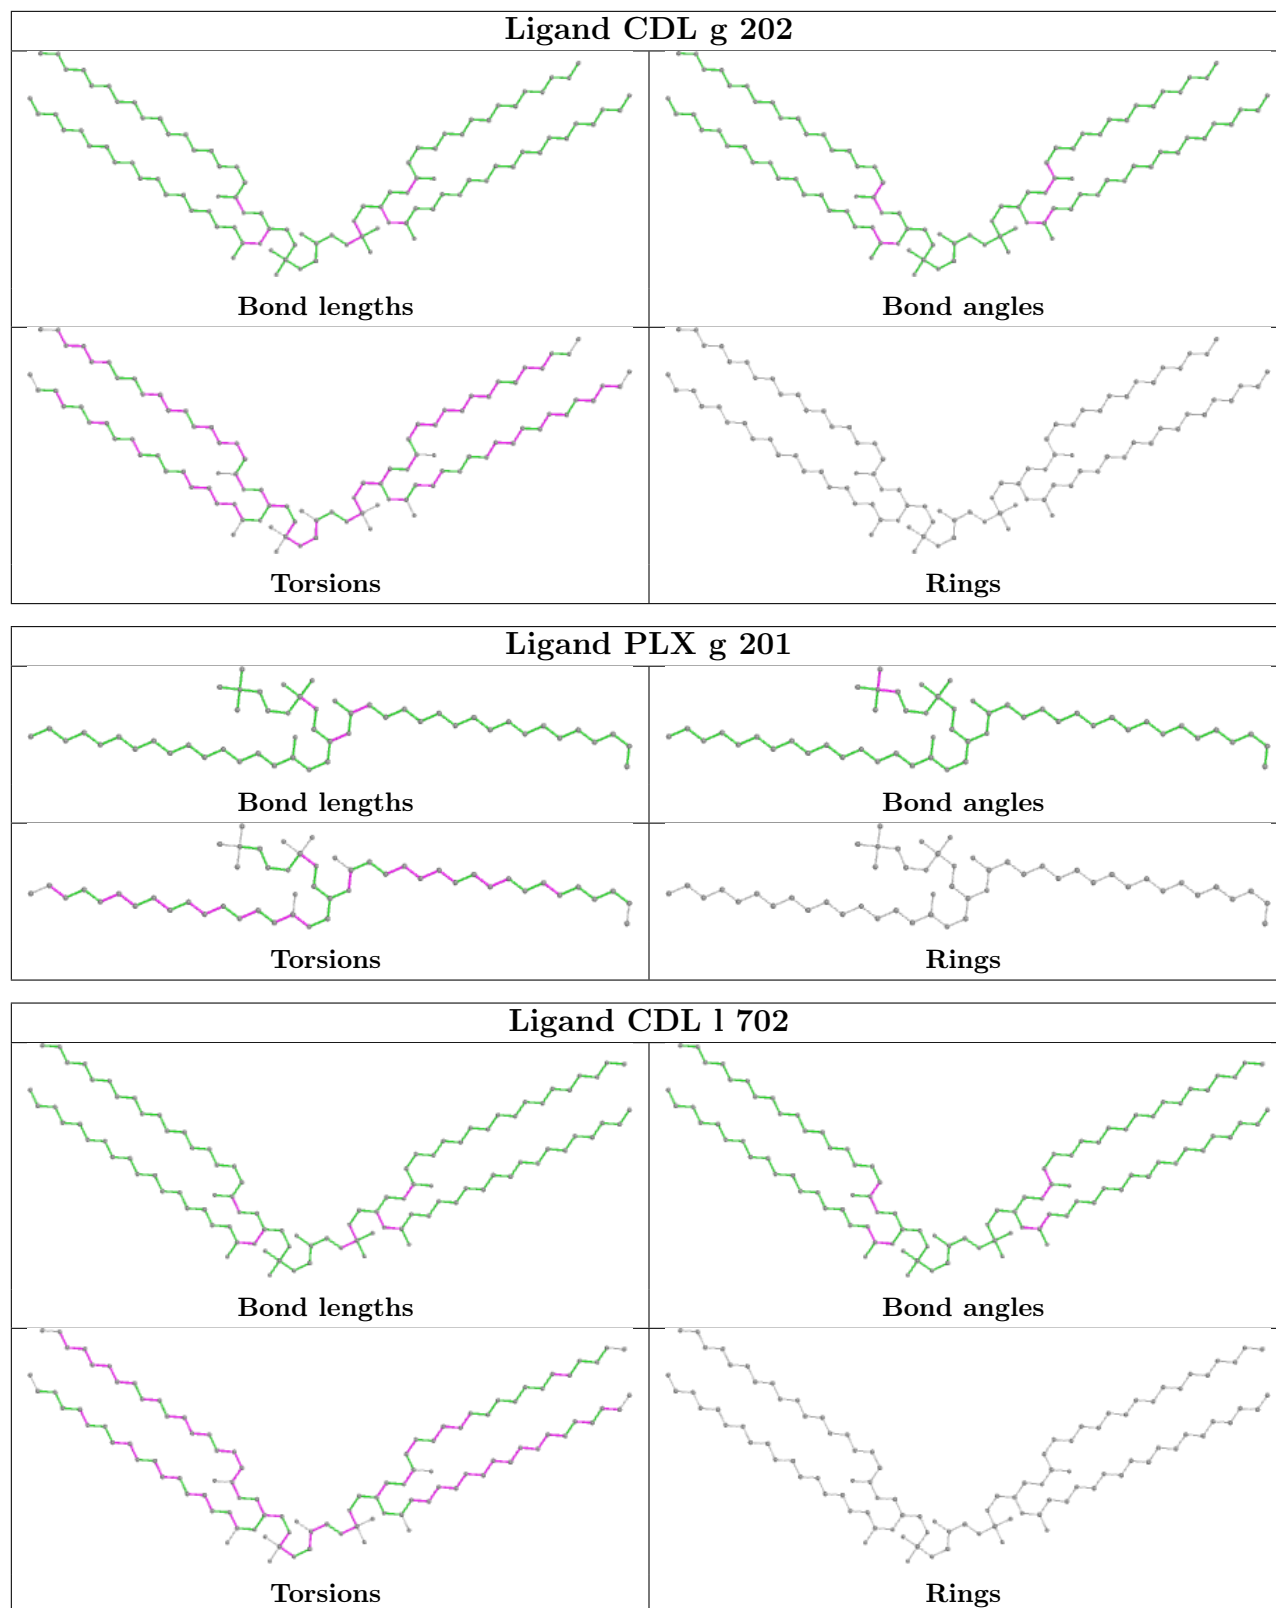 Ligand CDL g 202
Bond lengths
Bond angles
Torsions
Rings
Ligand PLX g 201
Bond lengths
Bond angles
Torsions
Rings
Ligand CDL l 702
Bond lengths
Bond angles
Torsions
Rings